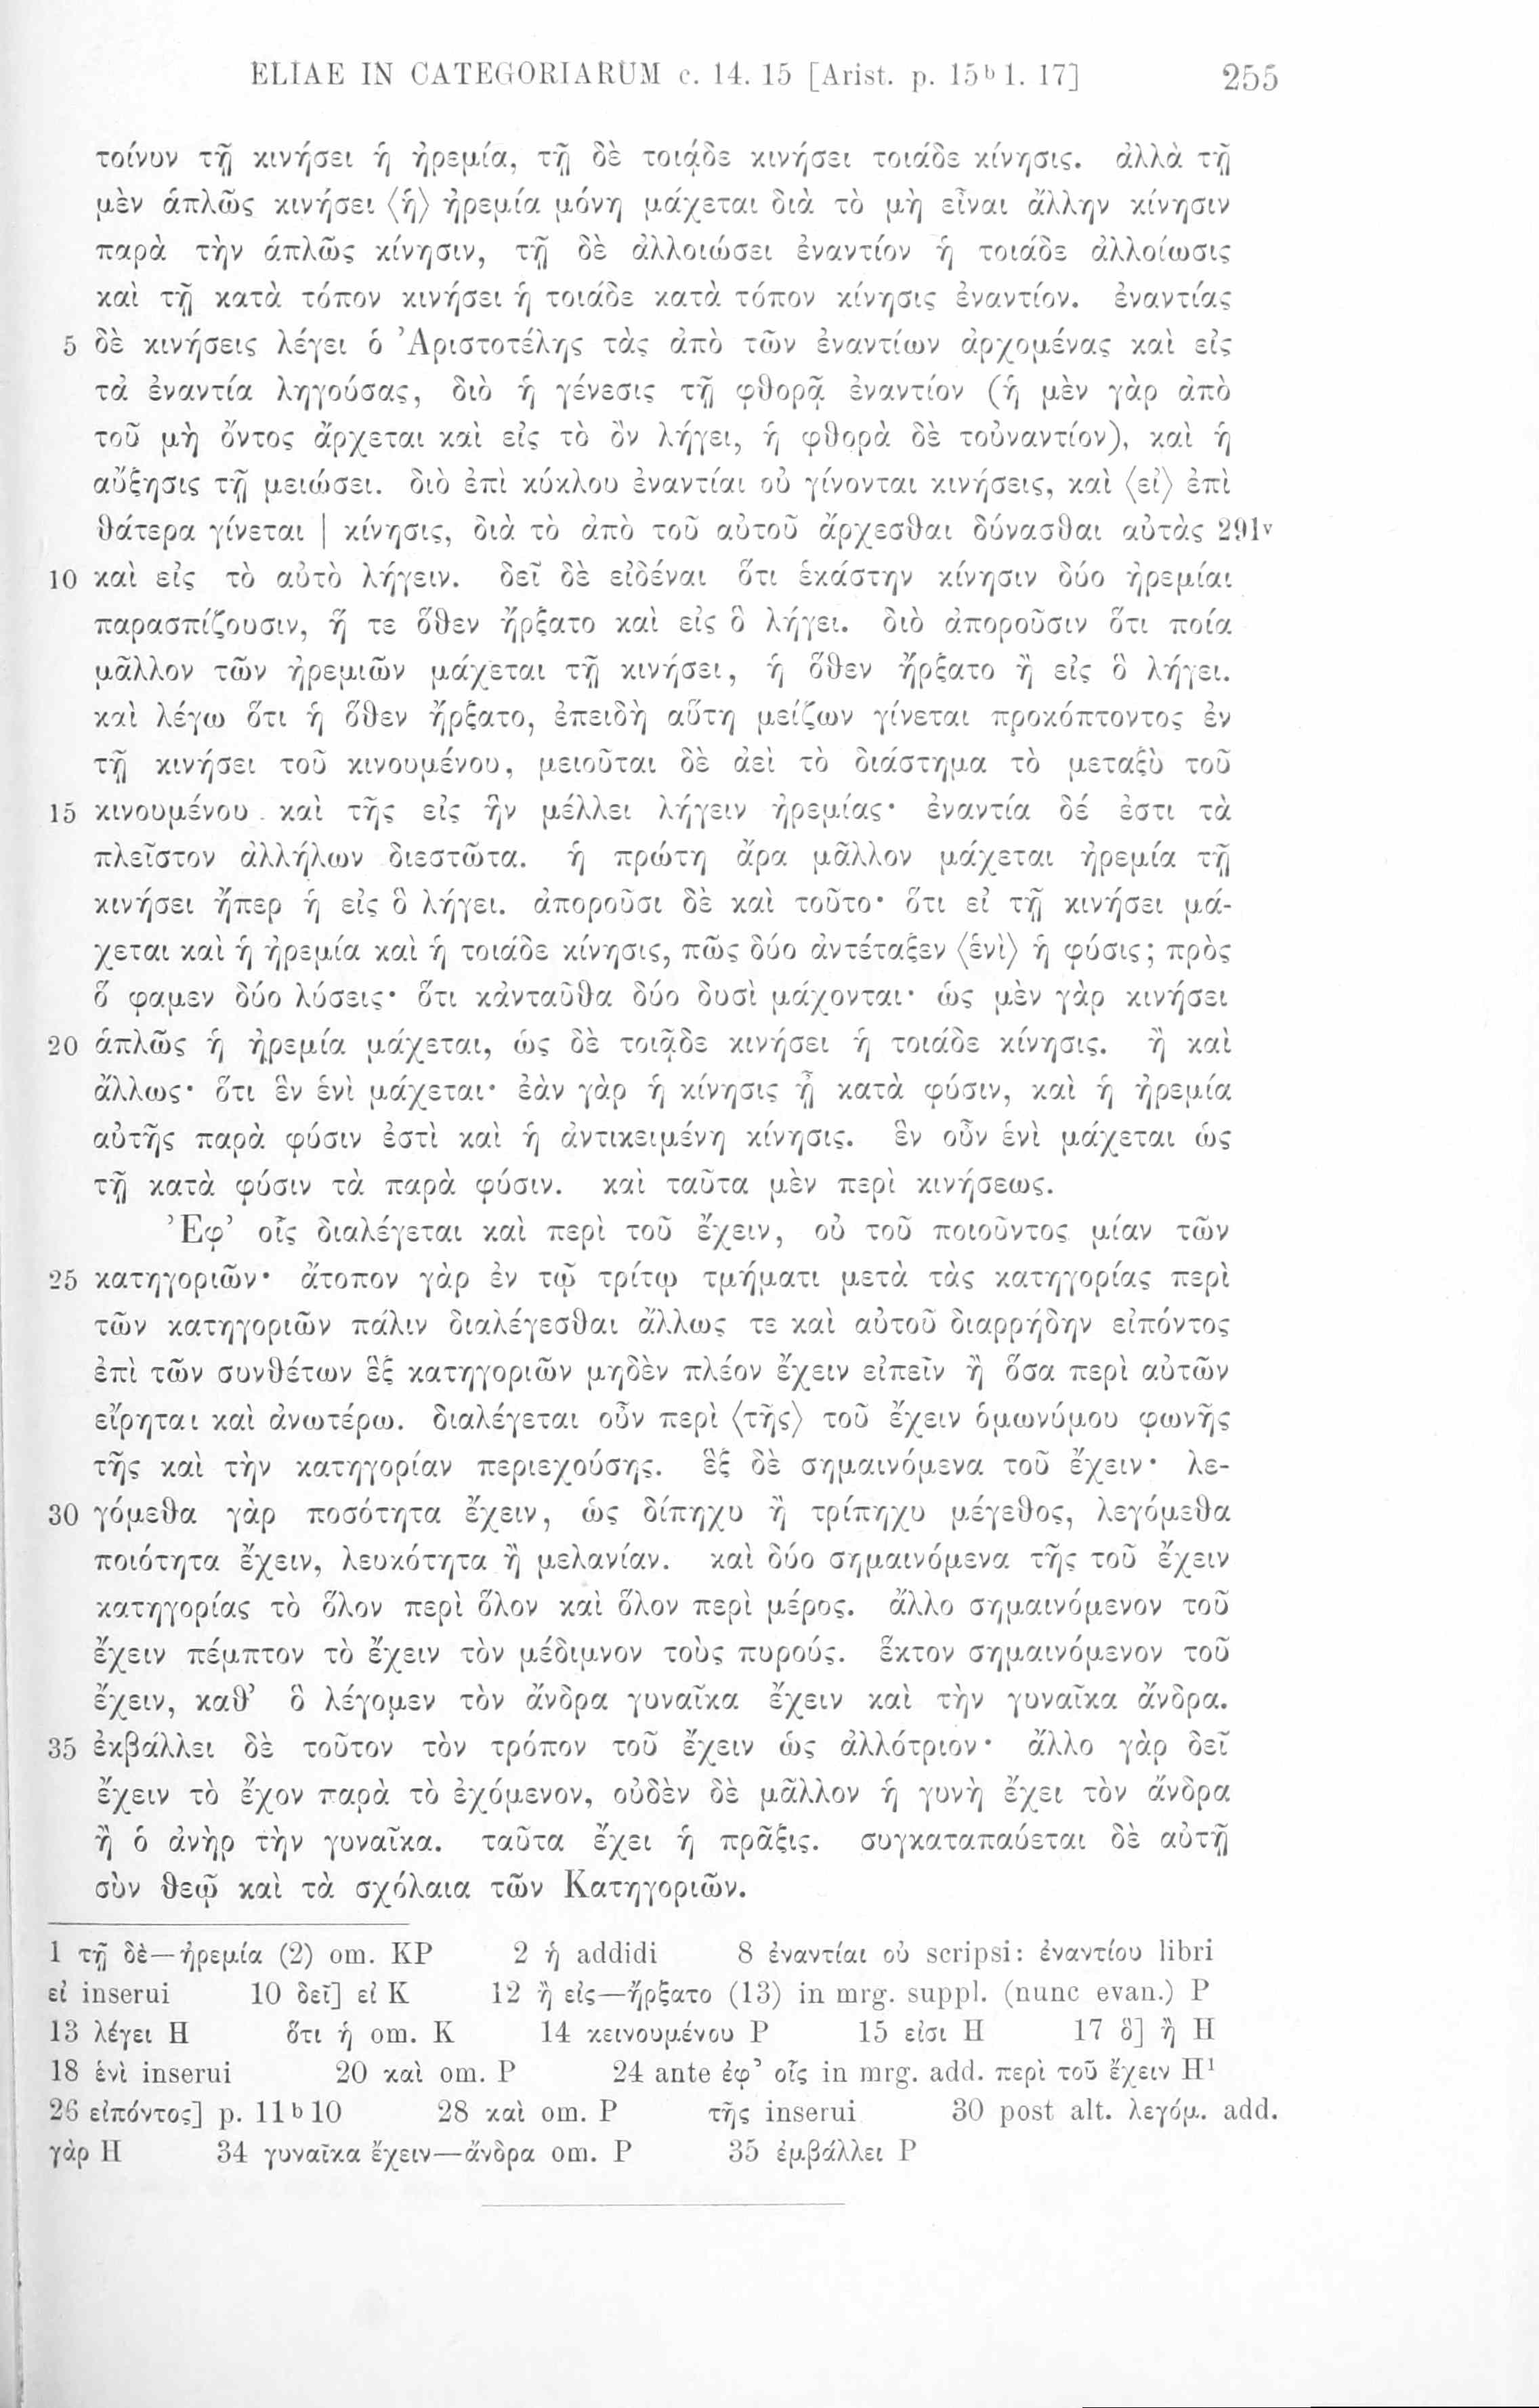 ELIAE IN CATEGORIARUM c. 14. 15 [Arist. p. 15ᵇ 1. 17] 255
τοίνυν τῇ κινήσει ἡ ἠρεμία, τῇ δὲ τοιᾷδε κινήσει τοιάδε κίνησις. ἀλλὰ τῇ
μὲν ἁπλῶς κινήσει ⟨ἡ⟩ ἠρεμία μόνη μάχεται διὰ τὸ μὴ εἶναι ἄλλην κίνησιν
παρὰ τὴν ἁπλῶς κίνησιν, τῇ δὲ ἀλλοιώσει ἐναντίον ἡ τοιάδε ἀλλοίωσις
καὶ τῇ κατὰ τόπον κινήσει ἡ τοιάδε κατὰ τόπον κίνησις ἐναντίον. ἐναντίας
5 δὲ κινήσεις λέγει ὁ Ἀριστοτέλης τὰς ἀπὸ τῶν ἐναντίων ἀρχομένας καὶ εἰς
τὰ ἐναντία ληγούσας, διὸ ἡ γένεσις τῇ φθορᾷ ἐναντίον (ἡ μὲν γὰρ ἀπὸ
τοῦ μὴ ὄντος ἄρχεται καὶ εἰς τὸ ὂν λήγει, ἡ φθορὰ δὲ τοὐναντίον), καὶ ἡ
αὔξησις τῇ μειώσει. διὸ ἐπὶ κύκλου ἐναντίαι οὐ γίνονται κινήσεις, καὶ ⟨εἰ⟩ ἐπὶ
θάτερα γίνεται | κίνησις, διὰ τὸ ἀπὸ τοῦ αὐτοῦ ἄρχεσθαι δύνασθαι αὐτὰς 291ᵛ
10 καὶ εἰς τὸ αὐτὸ λήγειν. δεῖ δὲ εἰδέναι ὅτι ἑκάστην κίνησιν δύο ἠρεμίαι
παρασπίζουσιν, ἥ τε ὅθεν ἤρξατο καὶ εἰς ὃ λήγει. διὸ ἀποροῦσιν ὅτι ποία
μᾶλλον τῶν ἠρεμιῶν μάχεται τῇ κινήσει, ἡ ὅθεν ἤρξατο ἢ εἰς ὃ λήγει.
καὶ λέγω ὅτι ἡ ὅθεν ἤρξατο, ἐπειδὴ αὕτη μείζων γίνεται προκόπτοντος ἐν
τῇ κινήσει τοῦ κινουμένου, μειοῦται δὲ ἀεὶ τὸ διάστημα τὸ μεταξὺ τοῦ
15 κινουμένου καὶ τῆς εἰς ἣν μέλλει λήγειν ἠρεμίας· ἐναντία δέ ἐστι τὰ
πλεῖστον ἀλλήλων διεστῶτα. ἡ πρώτη ἄρα μᾶλλον μάχεται ἠρεμία τῇ
κινήσει ἤπερ ἡ εἰς ὃ λήγει. ἀποροῦσι δὲ καὶ τοῦτο· ὅτι εἰ τῇ κινήσει μά-
χεται καὶ ἡ ἠρεμία καὶ ἡ τοιάδε κίνησις, πῶς δύο ἀντέταξεν ⟨ἑνὶ⟩ ἡ φύσις; πρὸς
ὅ φαμεν δύο λύσεις· ὅτι κἀνταῦθα δύο δυσὶ μάχονται· ὡς μὲν γὰρ κινήσει
20 ἁπλῶς ἡ ἠρεμία μάχεται, ὡς δὲ τοιᾷδε κινήσει ἡ τοιάδε κίνησις. ἢ καὶ
ἄλλως· ὅτι ἓν ἑνὶ μάχεται· ἐὰν γὰρ ἡ κίνησις ᾖ κατὰ φύσιν, καὶ ἡ ἠρεμία
αὐτῆς παρὰ φύσιν ἐστὶ καὶ ἡ ἀντικειμένη κίνησις. ἓν οὖν ἑνὶ μάχεται ὡς
τῇ κατὰ φύσιν τὰ παρὰ φύσιν. καὶ ταῦτα μὲν περὶ κινήσεως.
Ἐφ’ οἷς διαλέγεται καὶ περὶ τοῦ ἔχειν, οὐ τοῦ ποιοῦντος μίαν τῶν
25 κατηγοριῶν· ἄτοπον γὰρ ἐν τῷ τρίτῳ τμήματι μετὰ τὰς κατηγορίας περὶ
τῶν κατηγοριῶν πάλιν διαλέγεσθαι ἄλλως τε καὶ αὐτοῦ διαρρήδην εἰπόντος
ἐπὶ τῶν συνθέτων ἓξ κατηγοριῶν μηδὲν πλέον ἔχειν εἰπεῖν ἢ ὅσα περὶ αὐτῶν
εἴρηται καὶ ἀνωτέρω. διαλέγεται οὖν περὶ ⟨τῆς⟩ τοῦ ἔχειν ὁμωνύμου φωνῆς
τῆς καὶ τὴν κατηγορίαν περιεχούσης. ἓξ δὲ σημαινόμενα τοῦ ἔχειν· λε-
30 γόμεθα γὰρ ποσότητα ἔχειν, ὡς δίπηχυ ἢ τρίπηχυ μέγεθος, λεγόμεθα
ποιότητα ἔχειν, λευκότητα ἢ μελανίαν. καὶ δύο σημαινόμενα τῆς τοῦ ἔχειν
κατηγορίας τὸ ὅλον περὶ ὅλον καὶ ὅλον περὶ μέρος. ἄλλο σημαινόμενον τοῦ
ἔχειν πέμπτον τὸ ἔχειν τὸν μέδιμνον τοὺς πυρούς. ἕκτον σημαινόμενον τοῦ
ἔχειν, καθ’ ὃ λέγομεν τὸν ἄνδρα γυναῖκα ἔχειν καὶ τὴν γυναῖκα ἄνδρα.
35 ἐκβάλλει δὲ τοῦτον τὸν τρόπον τοῦ ἔχειν ὡς ἀλλότριον· ἄλλο γὰρ δεῖ
ἔχειν τὸ ἔχον παρὰ τὸ ἐχόμενον, οὐδὲν δὲ μᾶλλον ἡ γυνὴ ἔχει τὸν ἄνδρα
ἢ ὁ ἀνὴρ τὴν γυναῖκα. ταῦτα ἔχει ἡ πρᾶξις. συγκαταπαύεται δὲ αὐτῇ
σὺν θεῷ καὶ τὰ σχόλαια τῶν Κατηγοριῶν.
1 τῇ δὲ—ἠρεμία (2) om. KP 2 ἡ addidi 8 ἐναντίαι οὐ scripsi: ἐναντίου libri
εἰ inserui 10 δεῖ] εἰ K 12 ἢ εἰς—ἤρξατο (13) in mrg. suppl. (nunc evan.) P
13 λέγει H ὅτι ἡ om. K 14 κεινουμένου P 15 εἰσι H 17 ὃ] ἢ H
18 ἑνὶ inserui 20 καὶ om. P 24 ante ἐφ’ οἷς in mrg. add. περὶ τοῦ ἔχειν H¹
26 εἰπόντος] p. 11ᵇ 10 28 καὶ om. P τῆς inserui 30 post alt. λεγόμ. add.
γὰρ H 34 γυναῖκα ἔχειν—ἄνδρα om. P 35 ἐμβάλλει P